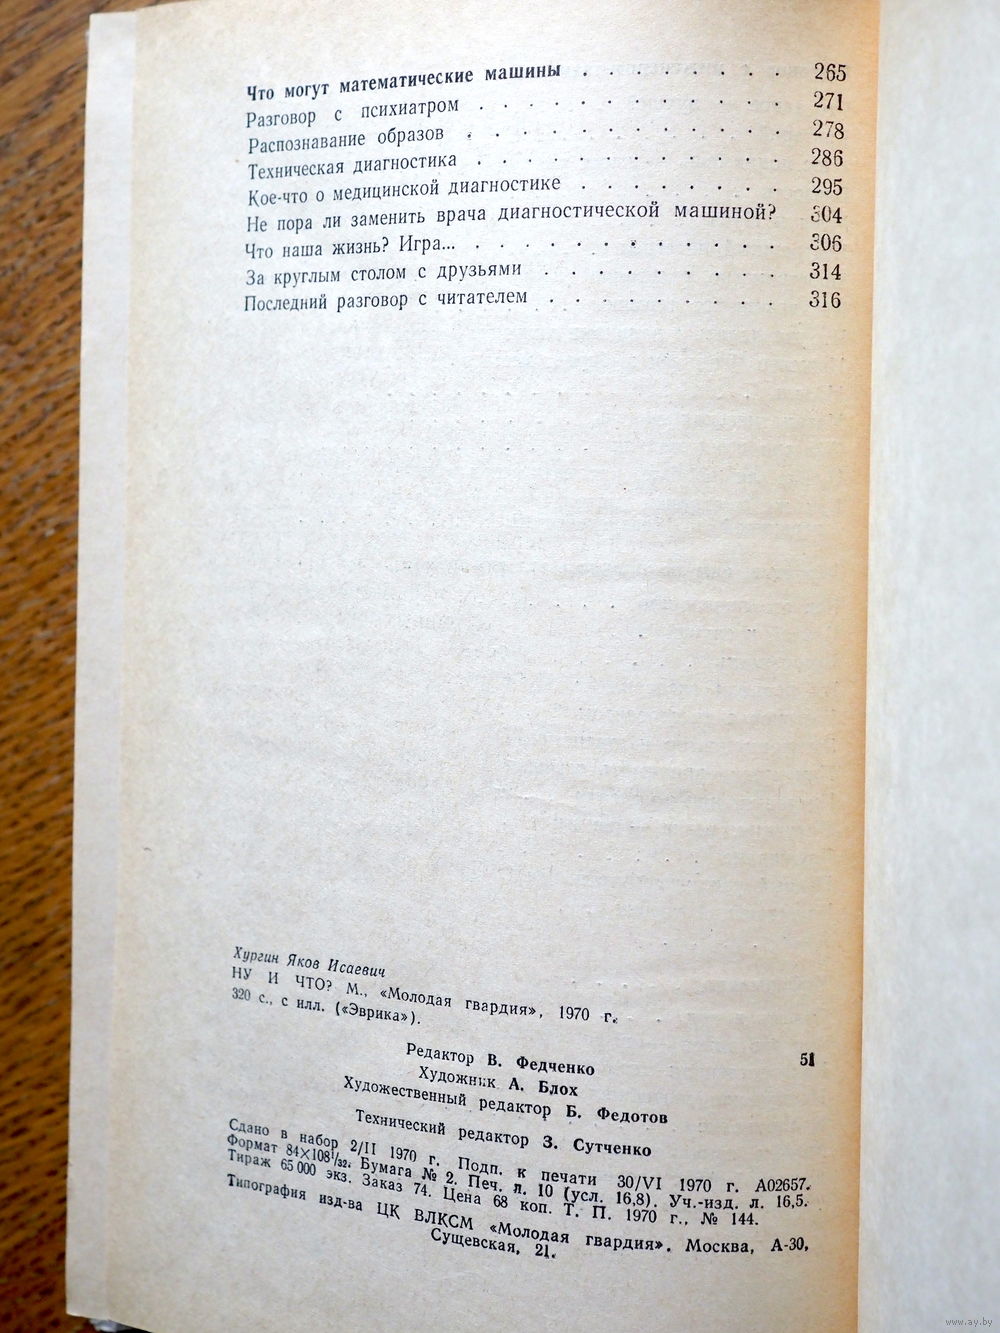 Что могут математические машины . . . . . . . . 265
Разговор с психиатром . . . . . . . . . . . . 271
Распознавание образов . . . . . . . . . . . . 278
Техническая диагностика . . . . . . . . . . . . 286
Кое-что о медицинской диагностике . . . . . . . . 295
Не пора ли заменить врача диагностической машиной? 304
Что наша жизнь? Игра... . . . . . . . . . . . . 306
За круглым столом с друзьями . . . . . . . . . 314
Последний разговор с читателем . . . . . . . . . 316
Хургин Яков Исаевич
НУ И ЧТО? М., «Молодая гвардия», 1970 г.
320 с., с илл. («Эврика»).
51
Редактор В. Федченко
Художник А. Блох
Художественный редактор Б. Федотов
Технический редактор З. Сутченко
Сдано в набор 2/II 1970 г. Подп. к печати 30/VI 1970 г. А02657.
Формат 84×108¹/₃₂. Бумага № 2. Печ. л. 10 (усл. 16,8). Уч.-изд. л. 16,5.
Тираж 65 000 экз. Заказ 74. Цена 68 коп. Т. П. 1970 г., № 144.
Типография изд-ва ЦК ВЛКСМ «Молодая гвардия». Москва, А-30,
Сущевская, 21.
www.ay.by